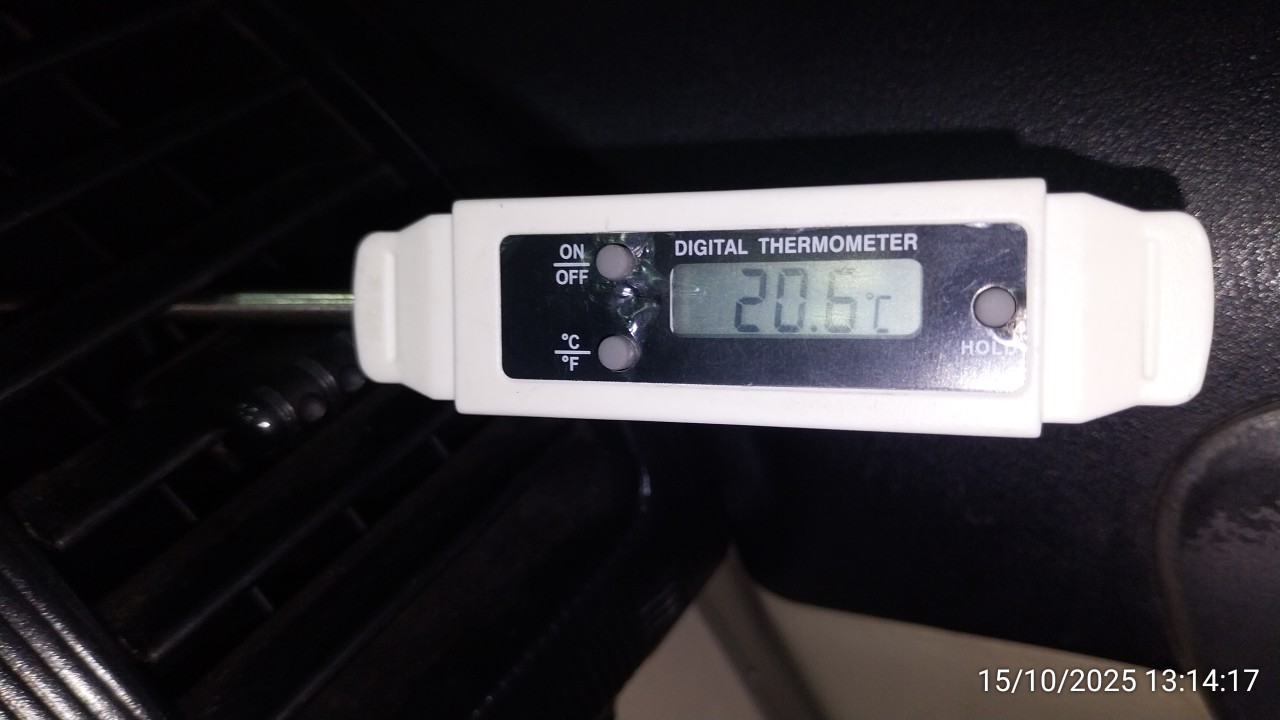 DIGITAL THERMOMETER
ON
OFF
20.6°C
°C
°F
HOLD
15/10/2025 13:14:17